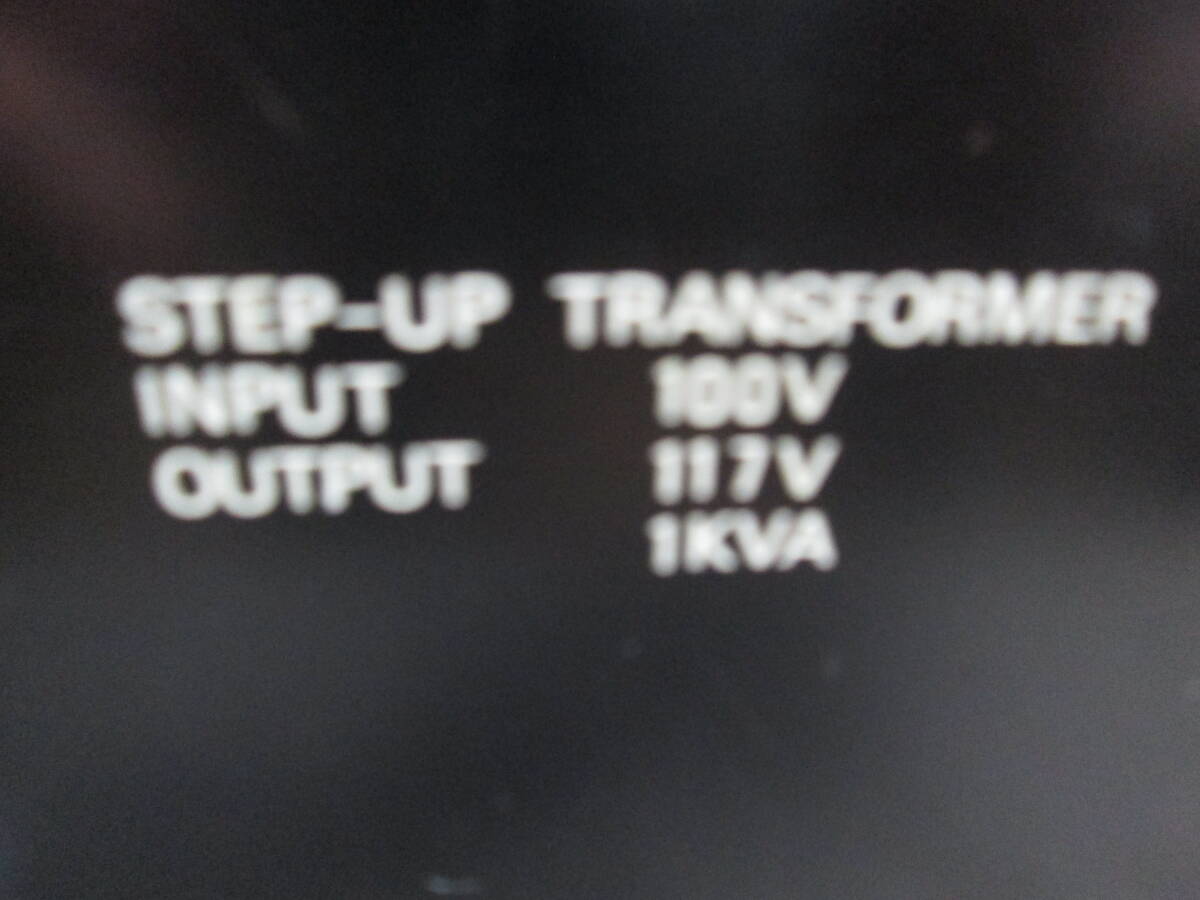 STEP-UP TRANSFORMER
INPUT 100V
OUTPUT 117V
1KVA